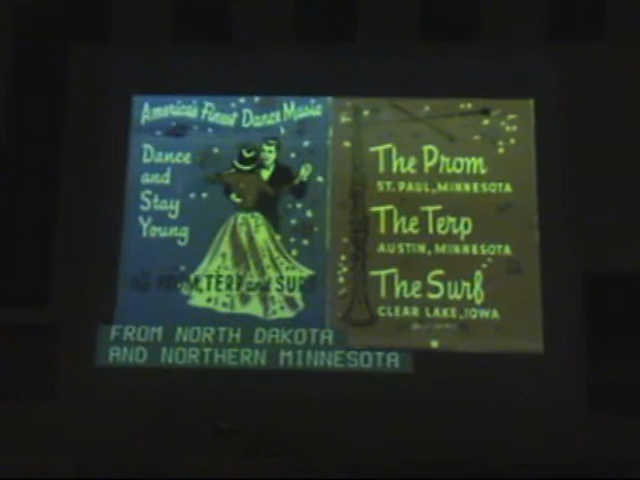 America's Finest Dance Music
Dance
and
Stay
Young
PROM, TERP and SURF
The Prom
ST. PAUL, MINNESOTA
The Terp
AUSTIN, MINNESOTA
The Surf
CLEAR LAKE, IOWA
FROM NORTH DAKOTA
AND NORTHERN MINNESOTA